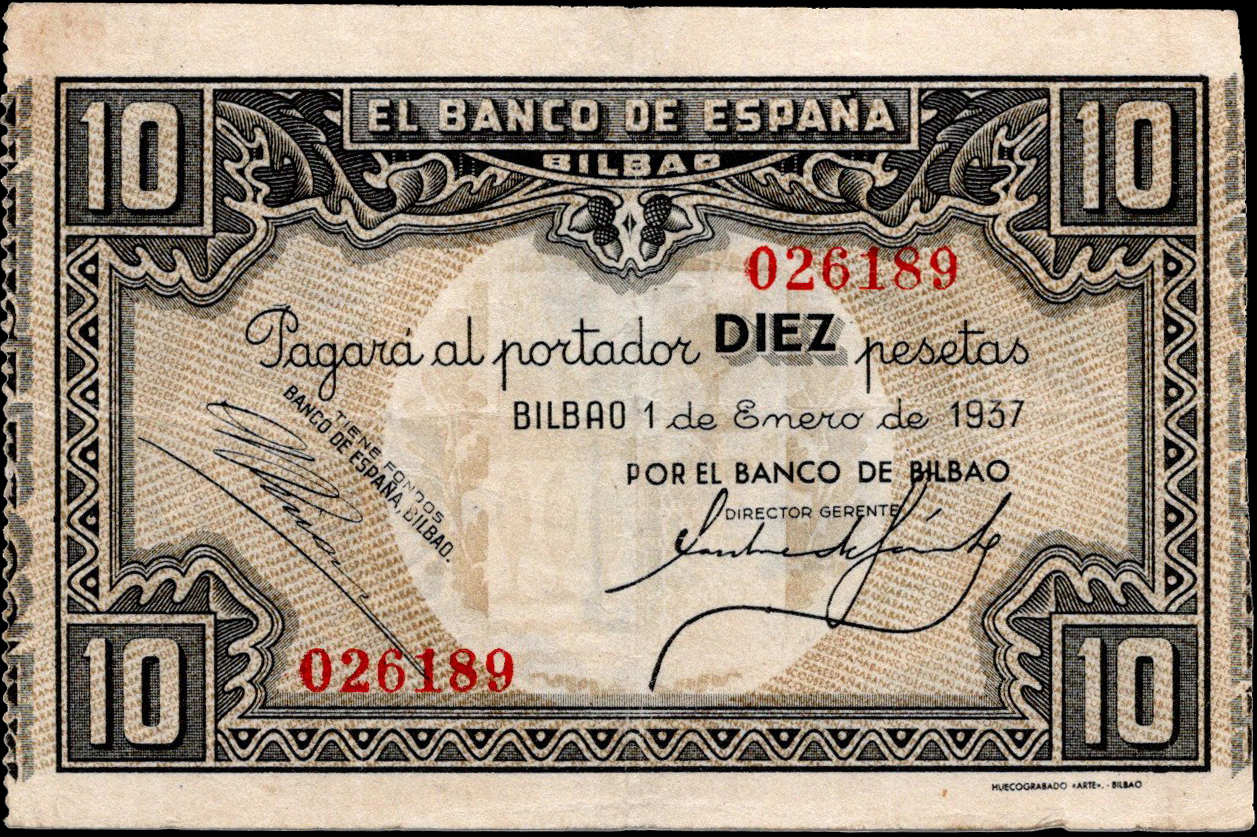 10 EL BANCO DE ESPAÑA 10
BILBAO
026189
Pagará al portador DIEZ pesetas
BILBAO 1 de Enero de 1937
TIENE FONDOS
BANCO DE ESPAÑA, BILBAO.
POR EL BANCO DE BILBAO
DIRECTOR GERENTE
026189
10 10
HUECOGRABADO «ARTE». - BILBAO